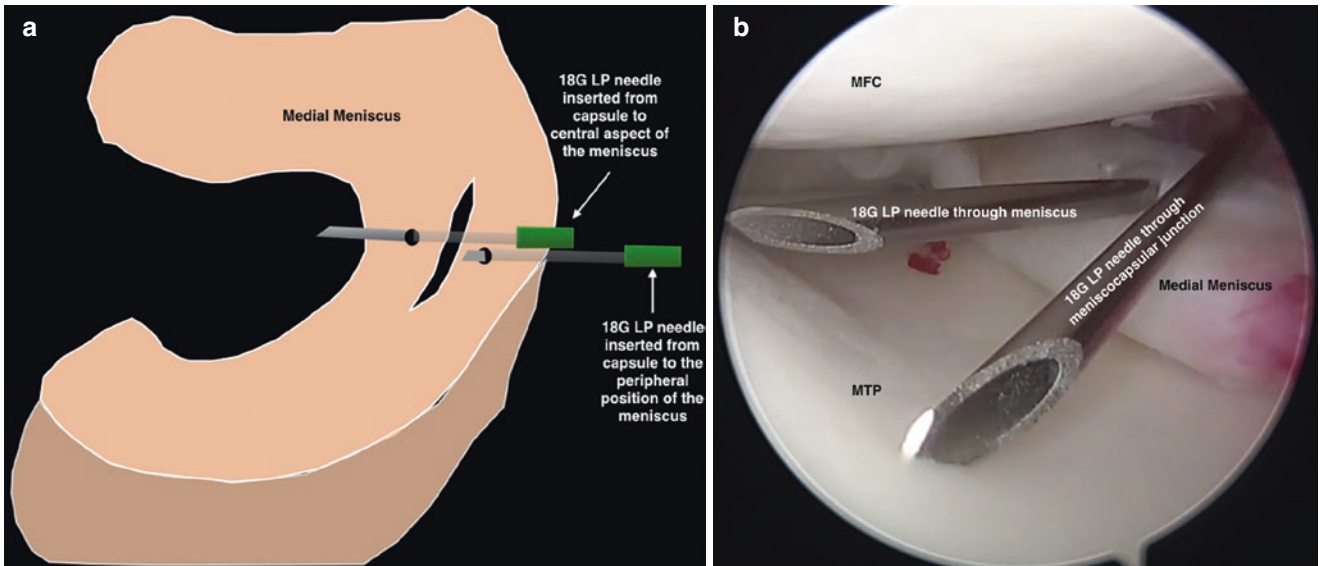 a
Medial Meniscus
18G LP needle
inserted from
capsule to
central aspect of
the meniscus
18G LP needle
inserted from
capsule to the
peripheral
position of the
meniscus
b
MFC
18G LP needle through meniscus
18G LP needle through
meniscocapsular junction
Medial Meniscus
MTP